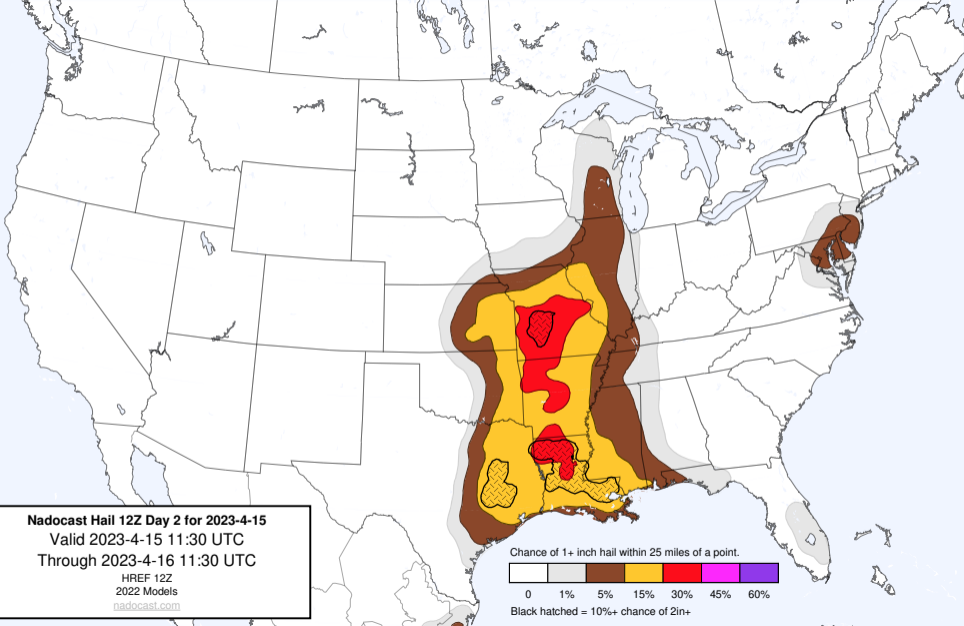 Nadocast Hail 12Z Day 2 for 2023-4-15
Valid 2023-4-15 11:30 UTC
Through 2023-4-16 11:30 UTC
HREF 12Z
2022 Models
nadocast.com
Chance of 1+ inch hail within 25 miles of a point.
0 1% 5% 15% 30% 45% 60%
Black hatched = 10%+ chance of 2in+